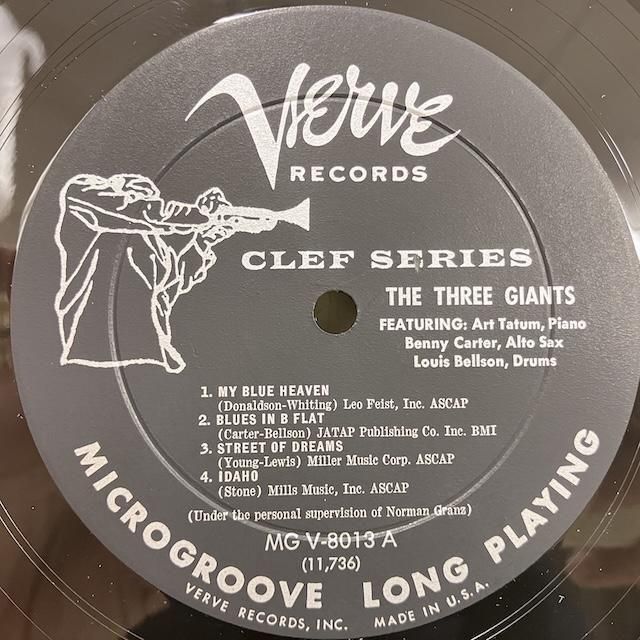 Verve
RECORDS
CLEF SERIES
THE THREE GIANTS
FEATURING: Art Tatum, Piano
Benny Carter, Alto Sax
Louis Bellson, Drums
1. MY BLUE HEAVEN
(Donaldson-Whiting) Leo Feist, Inc. ASCAP
2. BLUES IN B FLAT
(Carter-Bellson) JATAP Publishing Co. Inc. BMI
3. STREET OF DREAMS
(Young-Lewis) Miller Music Corp. ASCAP
4. IDAHO
(Stone) Mills Music, Inc. ASCAP
(Under the personal supervision of Norman Granz)
MG V-8013 A
(11,736)
MICROGROOVE LONG PLAYING
VERVE RECORDS, INC. MADE IN U.S.A.